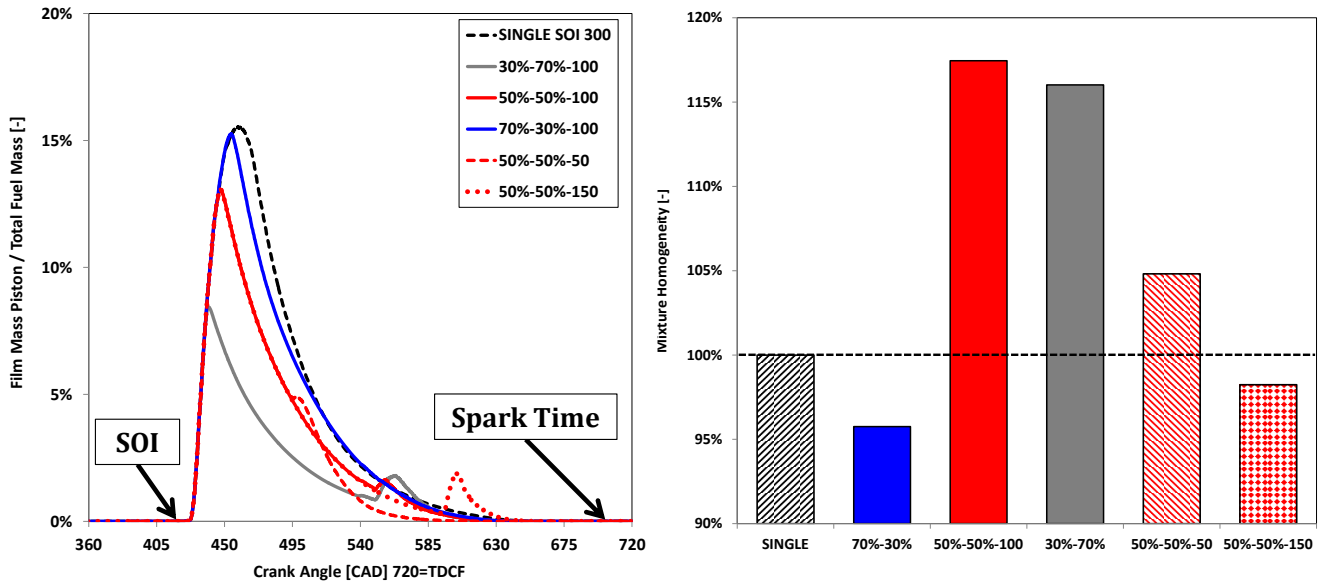 Film Mass Piston / Total Fuel Mass [-]
20%
15%
10%
5%
0%
SINGLE SOI 300
30%-70%-100
50%-50%-100
70%-30%-100
50%-50%-50
50%-50%-150
SOI
Spark Time
360 405 450 495 540 585 630 675 720
Crank Angle [CAD] 720=TDCF
Mixture Homogeneity [-]
120%
115%
110%
105%
100%
95%
90%
SINGLE 70%-30% 50%-50%-100 30%-70% 50%-50%-50 50%-50%-150